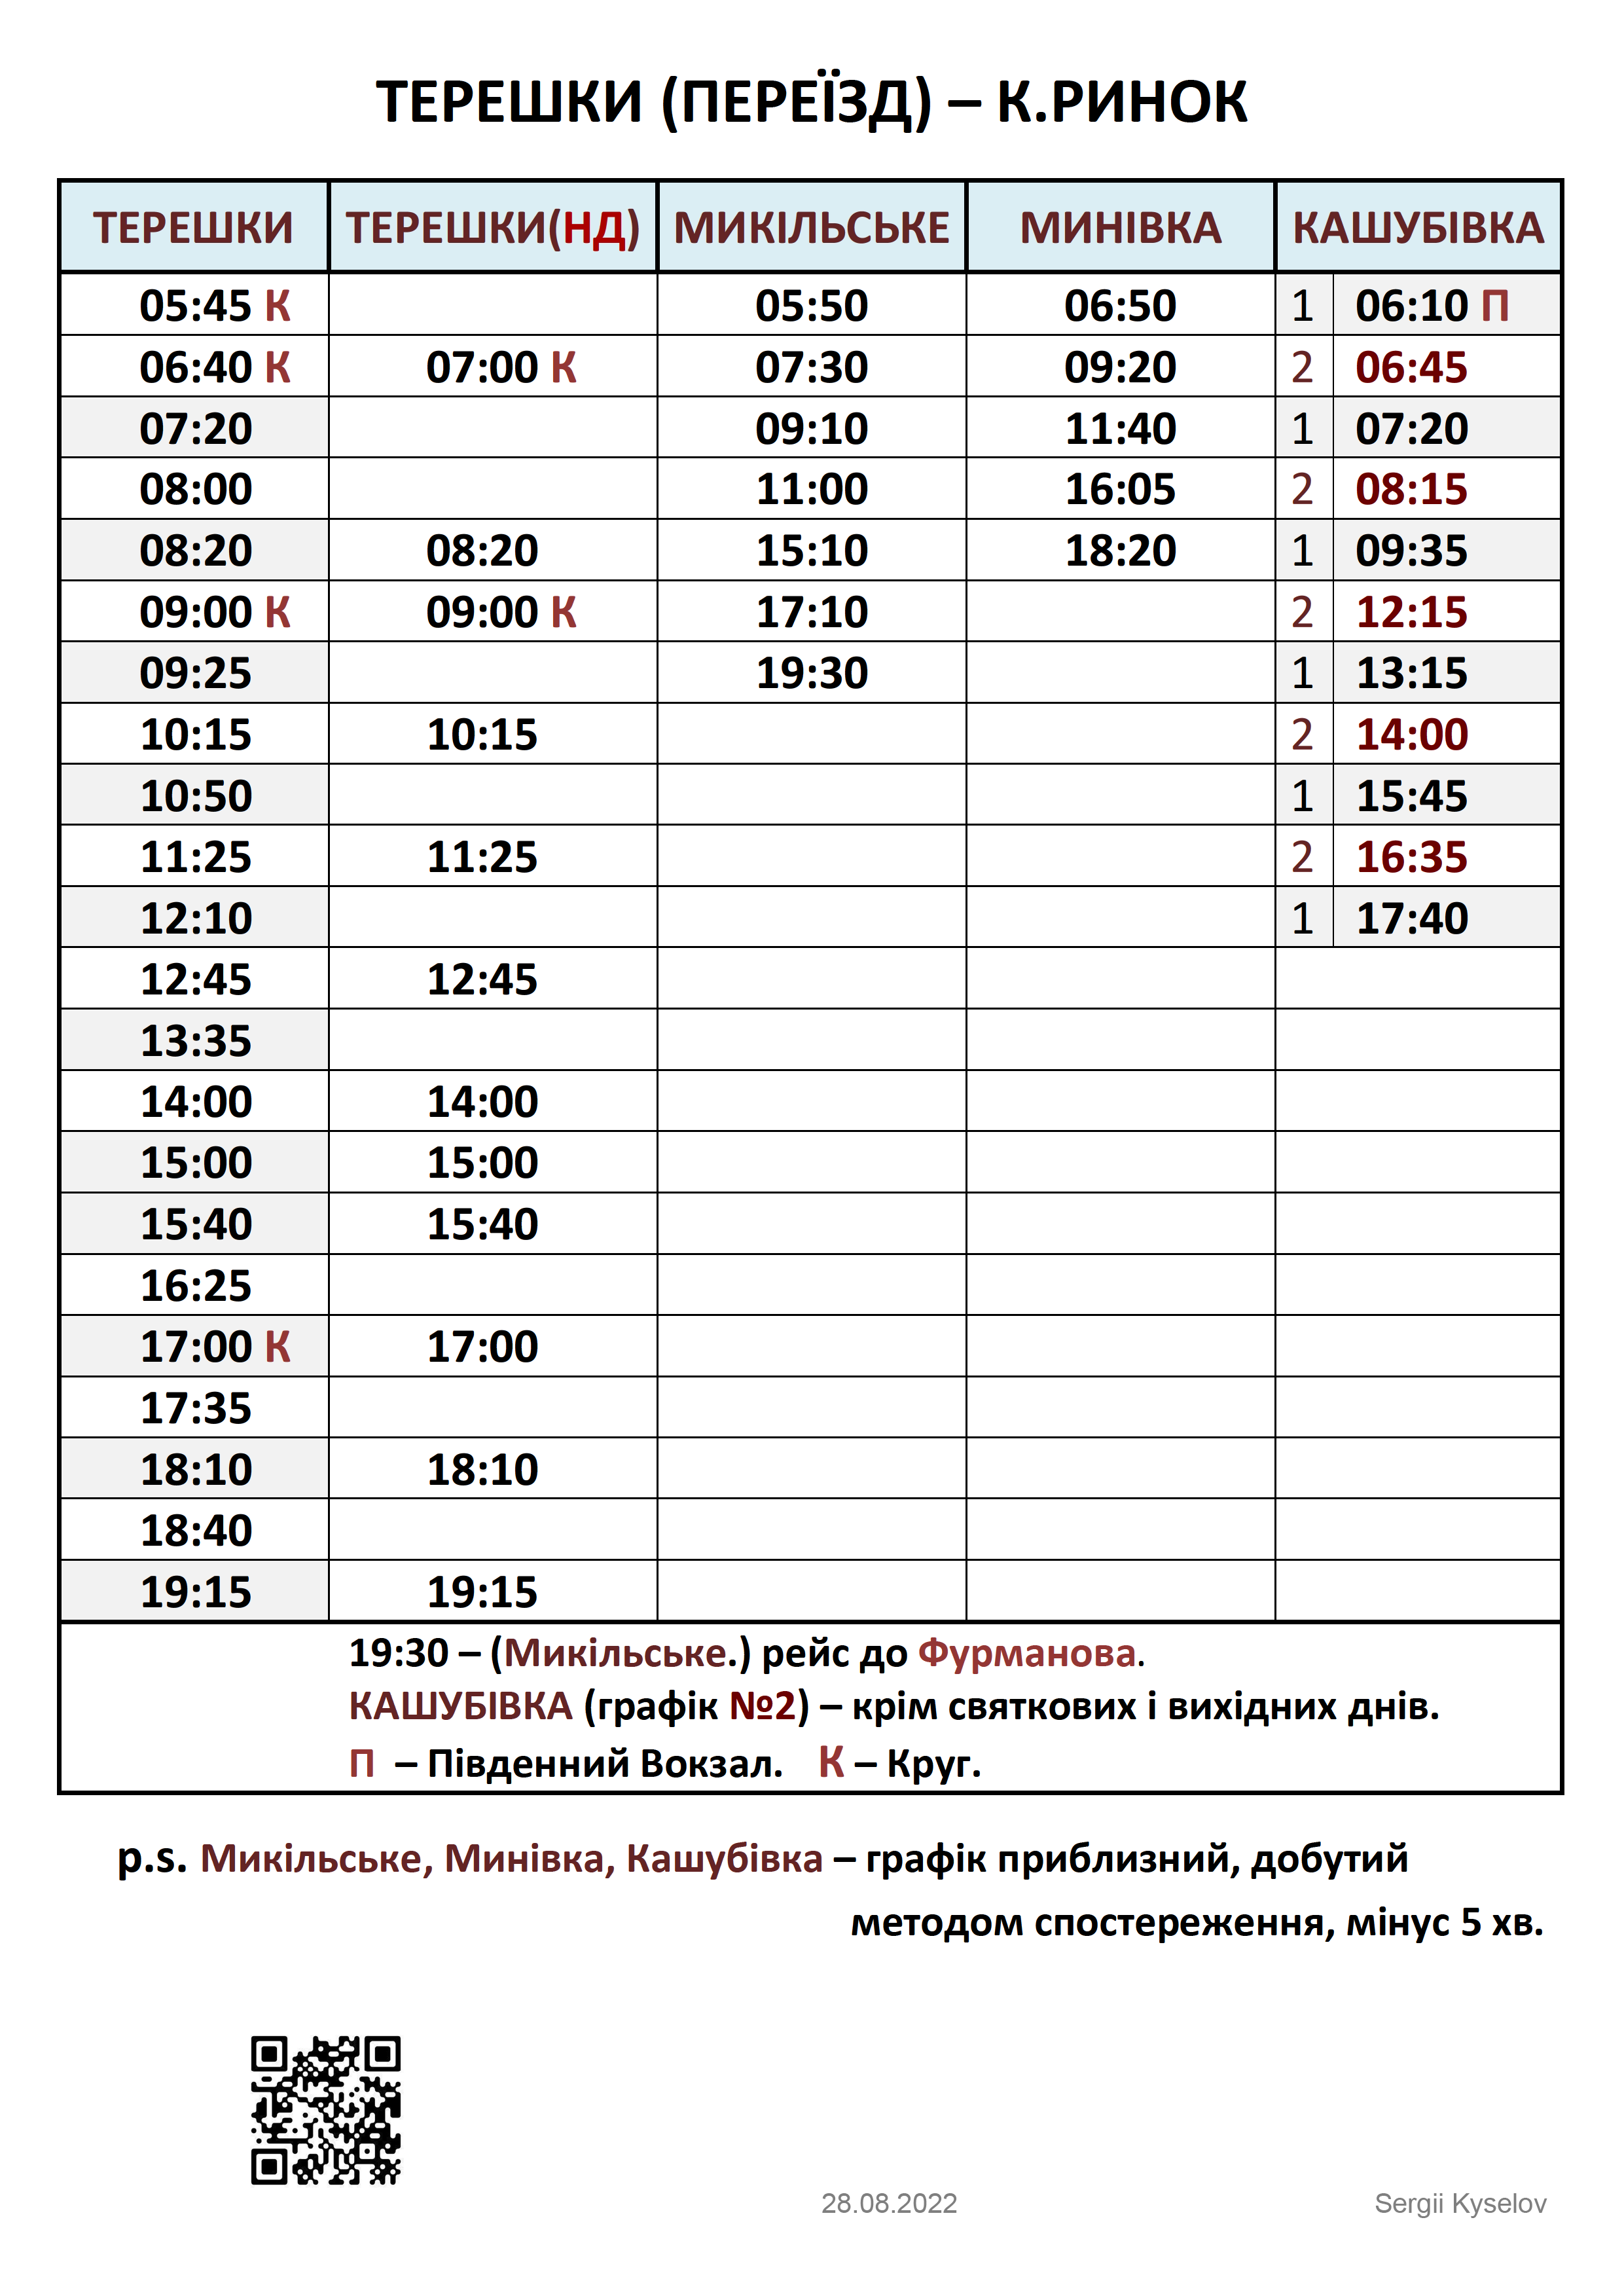 ТЕРЕШКИ (ПЕРЕЇЗД) – К.РИНОК
ТЕРЕШКИ ТЕРЕШКИ(НД) МИКІЛЬСЬКЕ МИНІВКА КАШУБІВКА
05:45 К 05:50 06:50 1 06:10 П
06:40 К 07:00 К 07:30 09:20 2 06:45
07:20 09:10 11:40 1 07:20
08:00 11:00 16:05 2 08:15
08:20 08:20 15:10 18:20 1 09:35
09:00 К 09:00 К 17:10 2 12:15
09:25 19:30 1 13:15
10:15 10:15 2 14:00
10:50 1 15:45
11:25 11:25 2 16:35
12:10 1 17:40
12:45 12:45
13:35
14:00 14:00
15:00 15:00
15:40 15:40
16:25
17:00 К 17:00
17:35
18:10 18:10
18:40
19:15 19:15
19:30 – (Микільське.) рейс до Фурманова.
КАШУБІВКА (графік №2) – крім святкових і вихідних днів.
П – Південний Вокзал. К – Круг.
p.s. Микільське, Минівка, Кашубівка – графік приблизний, добутий
методом спостереження, мінус 5 хв.
28.08.2022 Sergii Kyselov